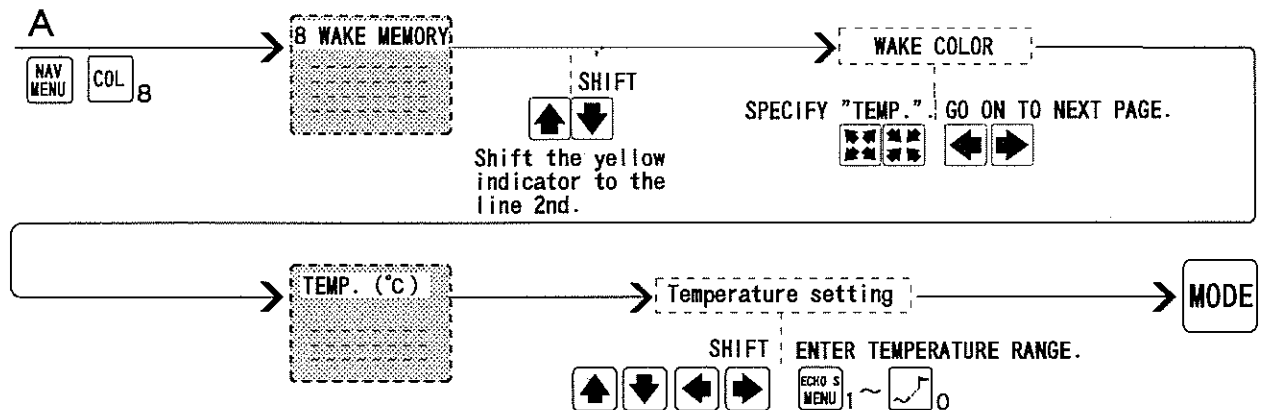 A
NAV MENU COL 8
8 WAKE MEMORY
SHIFT
Shift the yellow
indicator to the
line 2nd.
WAKE COLOR
SPECIFY "TEMP.". GO ON TO NEXT PAGE.
TEMP. (°C)
Temperature setting
SHIFT
ENTER TEMPERATURE RANGE.
ECHO S MENU 1 ~ 0
MODE